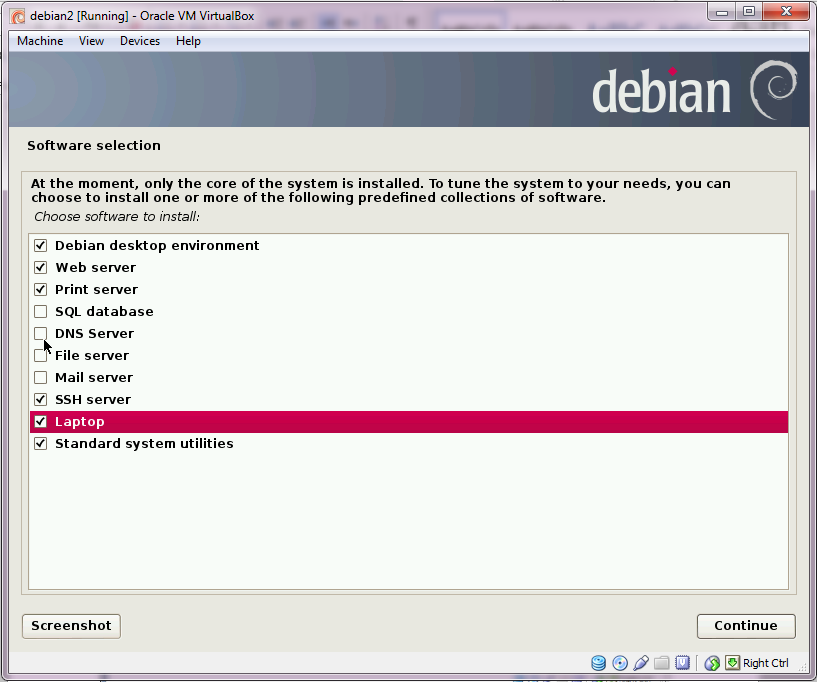 debian2 [Running] - Oracle VM VirtualBox
Machine View Devices Help
debian
Software selection
At the moment, only the core of the system is installed. To tune the system to your needs, you can
choose to install one or more of the following predefined collections of software.
Choose software to install:
Debian desktop environment
Web server
Print server
SQL database
DNS Server
File server
Mail server
SSH server
Laptop
Standard system utilities
Screenshot Continue
Right Ctrl